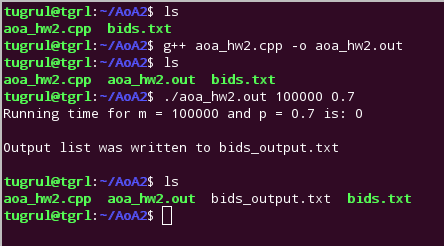 tugrul@tgrl:~/AoA2$ ls
aoa_hw2.cpp  bids.txt
tugrul@tgrl:~/AoA2$ g++ aoa_hw2.cpp -o aoa_hw2.out
tugrul@tgrl:~/AoA2$ ls
aoa_hw2.cpp  aoa_hw2.out  bids.txt
tugrul@tgrl:~/AoA2$ ./aoa_hw2.out 100000 0.7
Running time for m = 100000 and p = 0.7 is: 0
Output list was written to bids_output.txt
tugrul@tgrl:~/AoA2$ ls
aoa_hw2.cpp  aoa_hw2.out  bids_output.txt  bids.txt
tugrul@tgrl:~/AoA2$